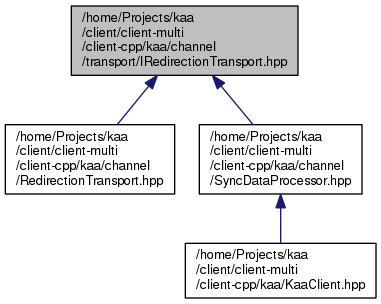 /home/Projects/kaa
/client/client-multi
/client-cpp/kaa/channel
/transport/IRedirectionTransport.hpp
/home/Projects/kaa
/client/client-multi
/client-cpp/kaa/channel
/RedirectionTransport.hpp
/home/Projects/kaa
/client/client-multi
/client-cpp/kaa/channel
/SyncDataProcessor.hpp
/home/Projects/kaa
/client/client-multi
/client-cpp/kaa/KaaClient.hpp